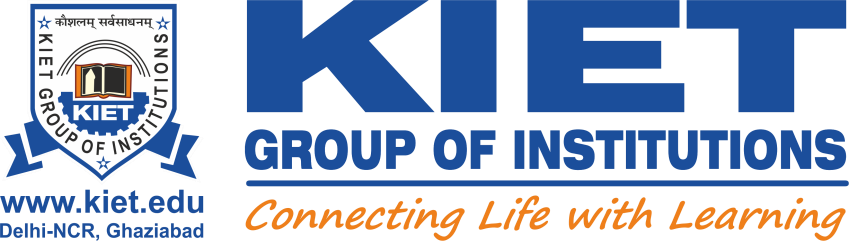 कौशलम् सर्वसाधनम्
KIET GROUP OF INSTITUTIONS
KIET
www.kiet.edu
Delhi-NCR, Ghaziabad
KIET
GROUP OF INSTITUTIONS
Connecting Life with Learning